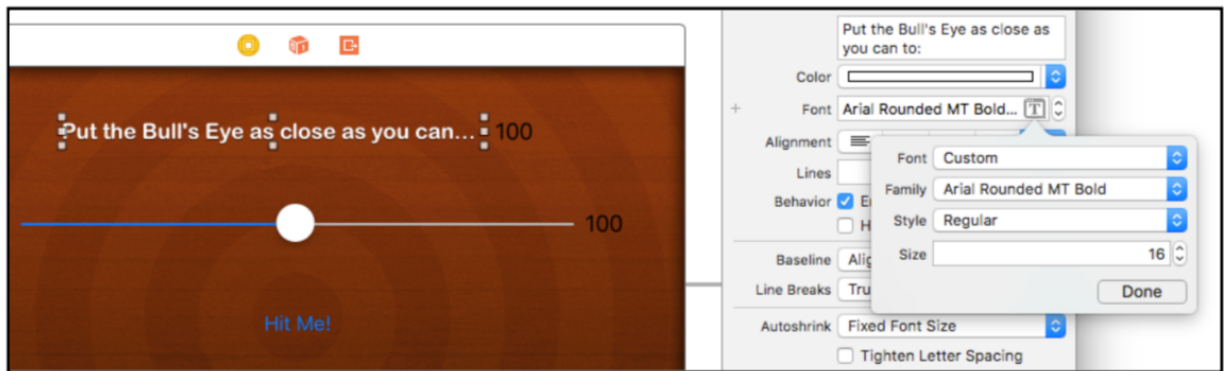 Put the Bull's Eye as close as
you can to:
Color
Font Arial Rounded MT Bold... T
Put the Bull's Eye as close as you can... 100
Alignment
Font Custom
Lines
Family Arial Rounded MT Bold
Behavior
Style Regular
100
Size 16
Baseline
Line Breaks
Done
Hit Me!
Autoshrink Fixed Font Size
Tighten Letter Spacing